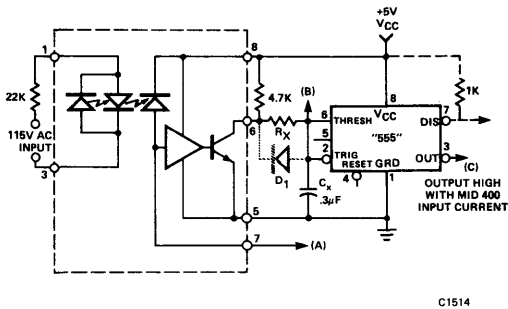 +5V
VCC
1
8
22K
4.7K
(B)
1K
8
VCC
7
DIS
115V AC
INPUT
6
RX
6
THRESH
5
"555"
2
TRIG
3
OUT
RESET GRD
(C)
3
D1
Cx
.3µF
4
1
OUTPUT HIGH
WITH MID 400
INPUT CURRENT
5
7
(A)
C1514